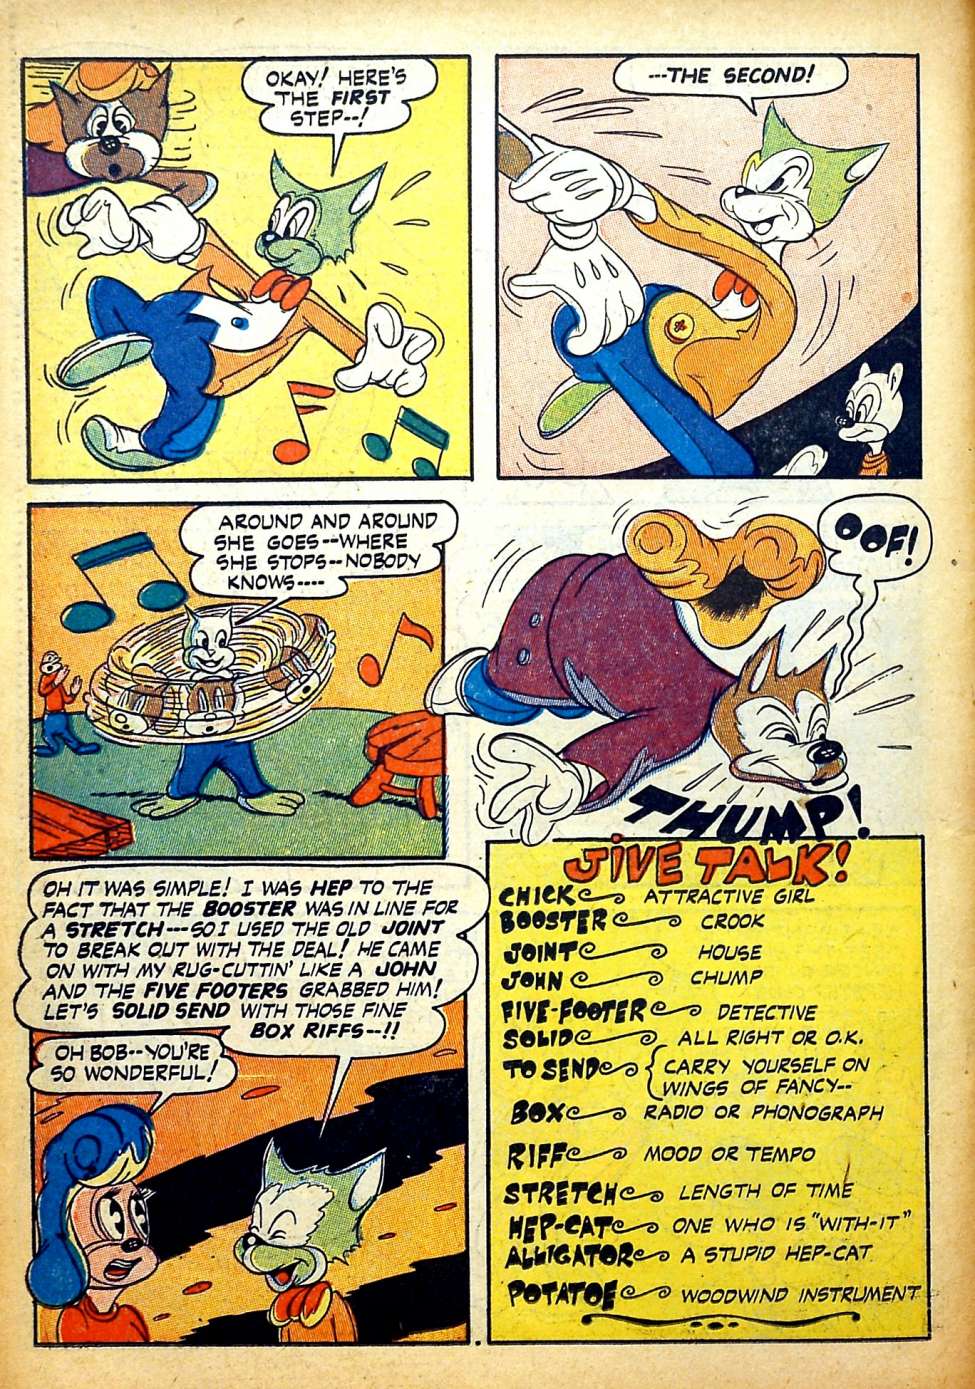 OKAY! HERE'S
THE FIRST
STEP--!
---THE SECOND!
AROUND AND AROUND
SHE GOES--WHERE
SHE STOPS--NOBODY
KNOWS----
OOF!
THUMP!
OH IT WAS SIMPLE! I WAS HEP TO THE
FACT THAT THE BOOSTER WAS IN LINE FOR
A STRETCH---SO I USED THE OLD JOINT
TO BREAK OUT WITH THE DEAL! HE CAME
ON WITH MY RUG-CUTTIN' LIKE A JOHN
AND THE FIVE FOOTERS GRABBED HIM!
LET'S SOLID SEND WITH THOSE FINE
BOX RIFFS--!!
OH BOB--YOU'RE
SO WONDERFUL!
JIVE TALK!
CHICK ATTRACTIVE GIRL
BOOSTER CROOK
JOINT HOUSE
JOHN CHUMP
FIVE-FOOTER DETECTIVE
SOLID ALL RIGHT OR O.K.
TO SEND CARRY YOURSELF ON
WINGS OF FANCY--
BOX RADIO OR PHONOGRAPH
RIFF MOOD OR TEMPO
STRETCH LENGTH OF TIME
HEP-CAT ONE WHO IS "WITH-IT"
ALLIGATOR A STUPID HEP-CAT
POTATOE WOODWIND INSTRUMENT